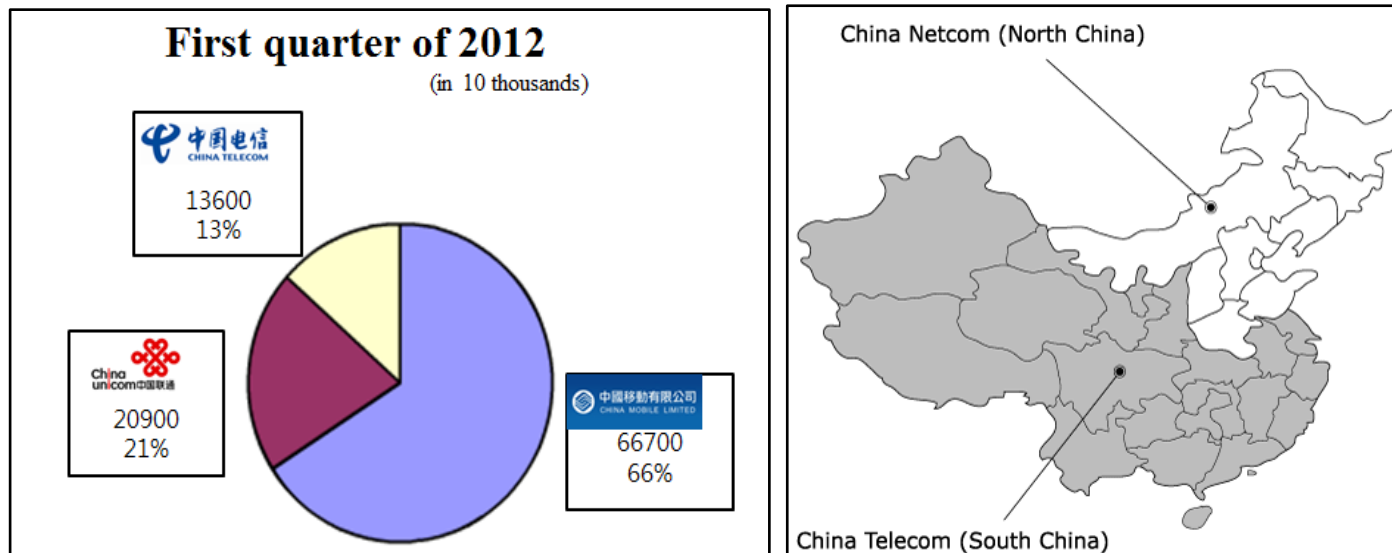 First quarter of 2012
(in 10 thousands)
中国电信
CHINA TELECOM
13600
13%
China
unicom中国联通
20900
21%
中國移動有限公司
CHINA MOBILE LIMITED
66700
66%
China Netcom (North China)
China Telecom (South China)